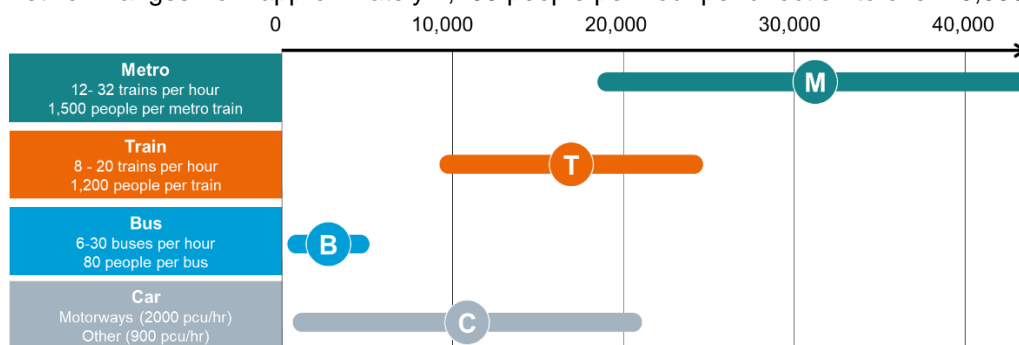 0 10,000 20,000 30,000 40,000
Metro
12- 32 trains per hour
1,500 people per metro train
M
Train
8 - 20 trains per hour
1,200 people per train
T
Bus
6-30 buses per hour
80 people per bus
B
Car
Motorways (2000 pcu/hr)
Other (900 pcu/hr)
C